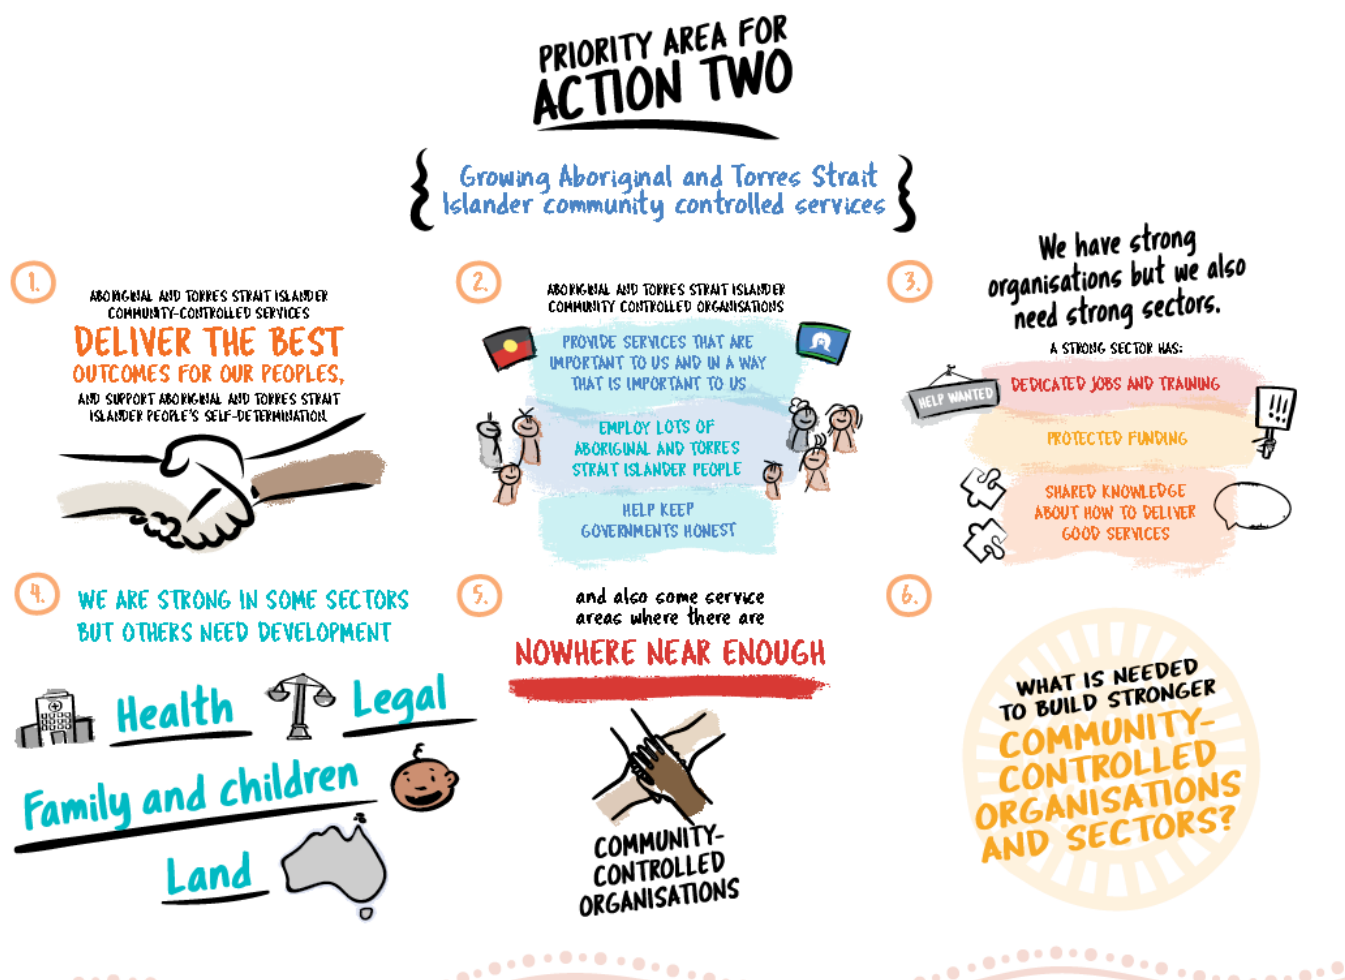 PRIORITY AREA FOR
ACTION TWO
Growing Aboriginal and Torres Strait
Islander community controlled services
1.
ABORIGINAL AND TORRES STRAIT ISLANDER
COMMUNITY-CONTROLLED SERVICES
DELIVER THE BEST
OUTCOMES FOR OUR PEOPLES,
AND SUPPORT ABORIGINAL AND TORRES STRAIT
ISLANDER PEOPLE'S SELF-DETERMINATION
2.
ABORIGINAL AND TORRES STRAIT ISLANDER
COMMUNITY CONTROLLED ORGANISATIONS
PROVIDE SERVICES THAT ARE
IMPORTANT TO US AND IN A WAY
THAT IS IMPORTANT TO US
EMPLOY LOTS OF
ABORIGINAL AND TORRES
STRAIT ISLANDER PEOPLE
HELP KEEP
GOVERNMENTS HONEST
3.
We have strong
organisations but we also
need strong sectors.
A STRONG SECTOR HAS:
HELP WANTED
DEDICATED JOBS AND TRAINING
!!!
PROTECTED FUNDING
SHARED KNOWLEDGE
ABOUT HOW TO DELIVER
GOOD SERVICES
4.
WE ARE STRONG IN SOME SECTORS
BUT OTHERS NEED DEVELOPMENT
Health
Legal
Family and children
Land
5.
and also some service
areas where there are
NOWHERE NEAR ENOUGH
COMMUNITY-
CONTROLLED
ORGANISATIONS
6.
WHAT IS NEEDED
TO BUILD STRONGER
COMMUNITY-
CONTROLLED
ORGANISATIONS
AND SECTORS?